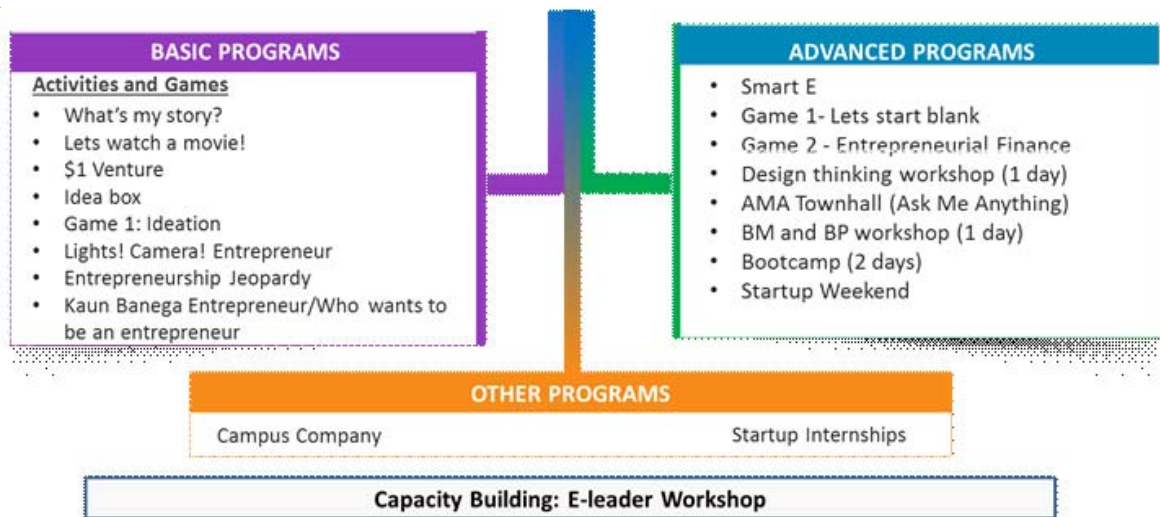 BASIC PROGRAMS
Activities and Games
• What's my story?
• Lets watch a movie!
• $1 Venture
• Idea box
• Game 1: Ideation
• Lights! Camera! Entrepreneur
• Entrepreneurship Jeopardy
• Kaun Banega Entrepreneur/Who wants to
be an entrepreneur
ADVANCED PROGRAMS
• Smart E
• Game 1- Lets start blank
• Game 2 - Entrepreneurial Finance
• Design thinking workshop (1 day)
• AMA Townhall (Ask Me Anything)
• BM and BP workshop (1 day)
• Bootcamp (2 days)
• Startup Weekend
OTHER PROGRAMS
Campus Company
Startup Internships
Capacity Building: E-leader Workshop